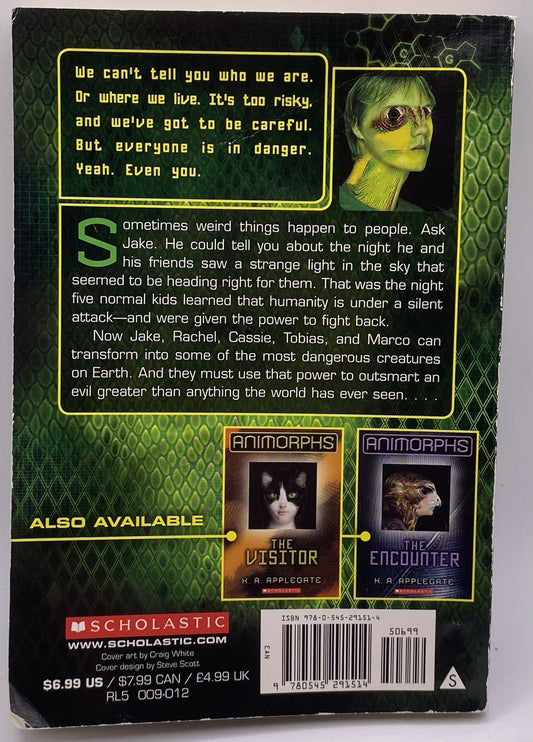 We can't tell you who we are.
Or where we live. It's too risky,
and we've got to be careful.
But everyone is in danger.
Yeah. Even you.
Sometimes weird things happen to people. Ask
Jake. He could tell you about the night he and
his friends saw a strange light in the sky that
seemed to be heading right for them. That was the night
five normal kids learned that humanity is under a silent
attack—and were given the power to fight back.
Now Jake, Rachel, Cassie, Tobias, and Marco can
transform into some of the most dangerous creatures
on Earth. And they must use that power to outsmart an
evil greater than anything the world has ever seen. . . .
ALSO AVAILABLE
ANIMORPHS
THE
VISITOR
K. A. APPLEGATE
SCHOLASTIC
ANIMORPHS
THE
ENCOUNTER
K. A. APPLEGATE
SCHOLASTIC
SCHOLASTIC
WWW.SCHOLASTIC.COM
Cover art by Craig White
Cover design by Steve Scott
$6.99 US / $7.99 CAN / £4.99 UK
RL5 009-012
ISBN 978-0-545-29151-4
50699
EAN
9 780545 291514
S